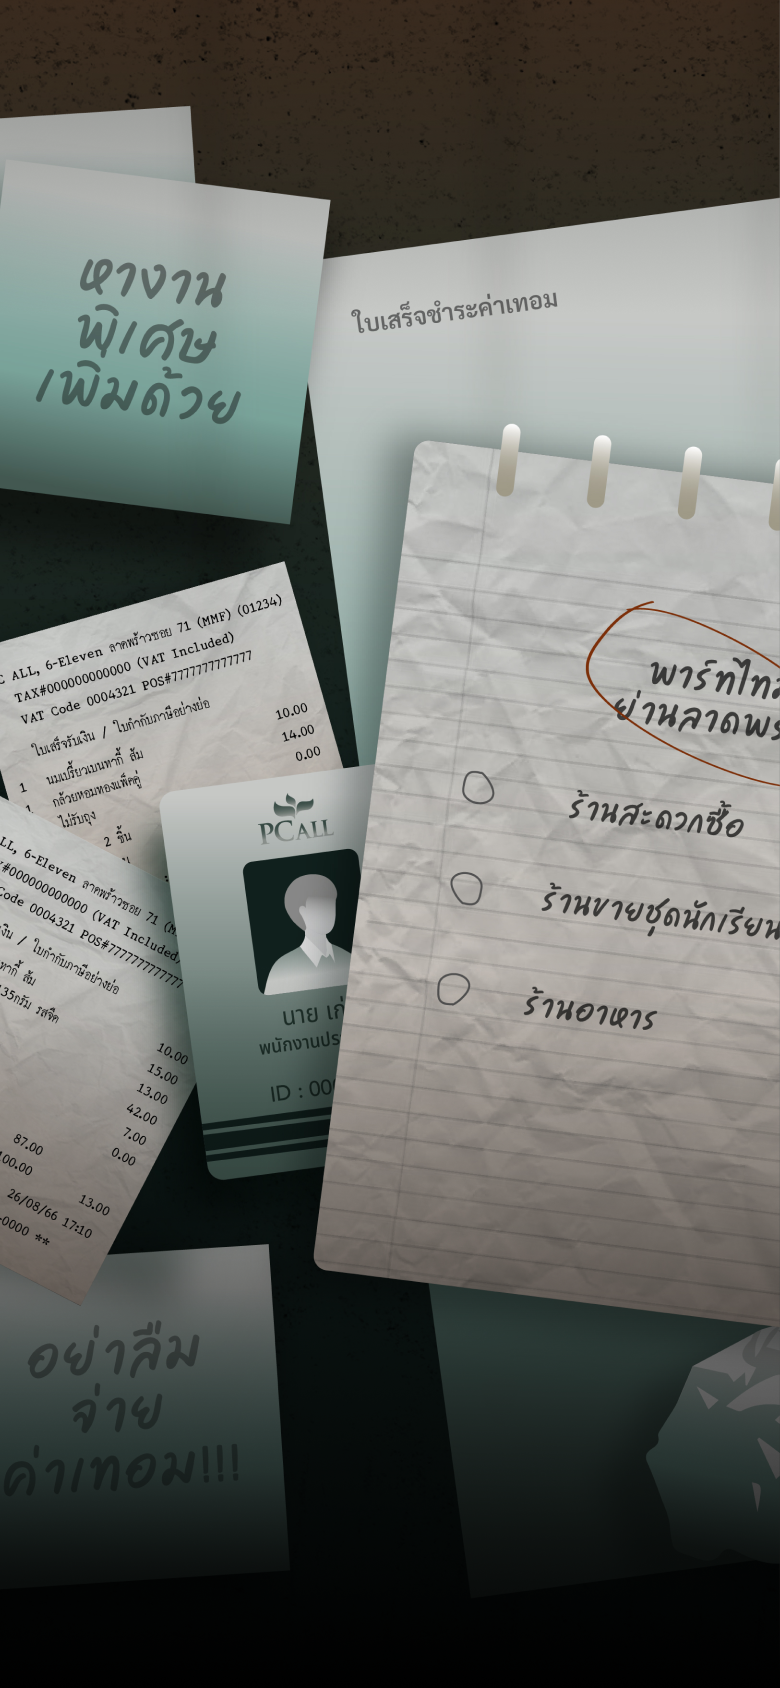 หางาน
พิเศษ
เพิ่มด้วย
ใบเสร็จชำระค่าเทอม
C ALL, 6-Eleven ลาดพร้าวซอย 71 (MMF) (01234)
TAX#000000000000 (VAT Included)
VAT Code 0004321 POS#7777777777777
ใบเสร็จรับเงิน / ใบกำกับภาษีอย่างย่อ
1 นมเปรี้ยวเบนทากี้ ส้ม 10.00
1 กล้วยหอมทองแพ็คคู่ 14.00
ไม่รับถุง 0.00
2 ชิ้น
LL, 6-Eleven ลาดพร้าวซอย 71
#000000000000 (VAT Included)
Code 0004321 POS#777777777777
งิน / ใบกำกับภาษีอย่างย่อ
ทากี้ ส้ม 10.00
135กรัม รสจืด 15.00
13.00
42.00
7.00
0.00
87.00
100.00 13.00
26/08/66 17:10
-0000 **
PCALL
นาย เก่
พนักงานประ
ID : 00
พาร์ทไท
ย่านลาดพร
ร้านสะดวกซื้อ
ร้านขายชุดนักเรียน
ร้านอาหาร
อย่าลืม
จ่าย
ค่าเทอม!!!